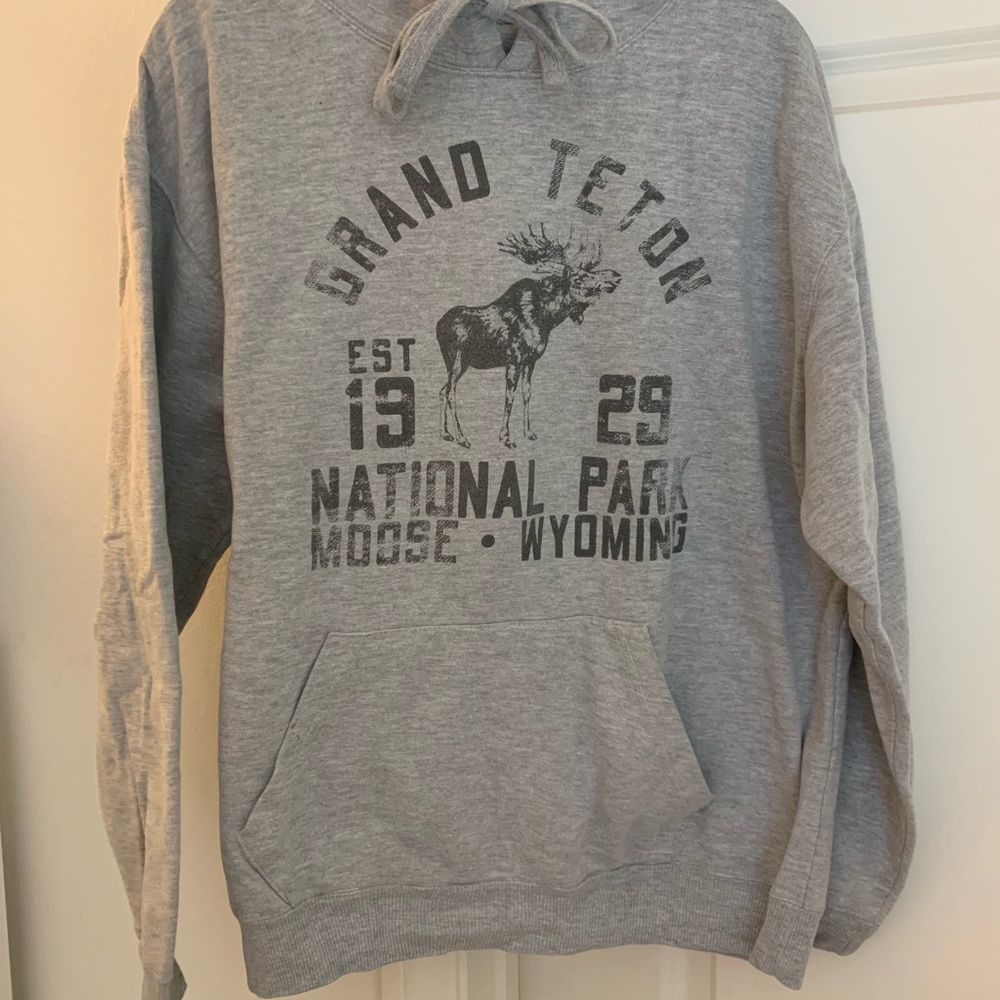 GRAND TETON
EST
19 29
NATIONAL PARK
MOOSE • WYOMING